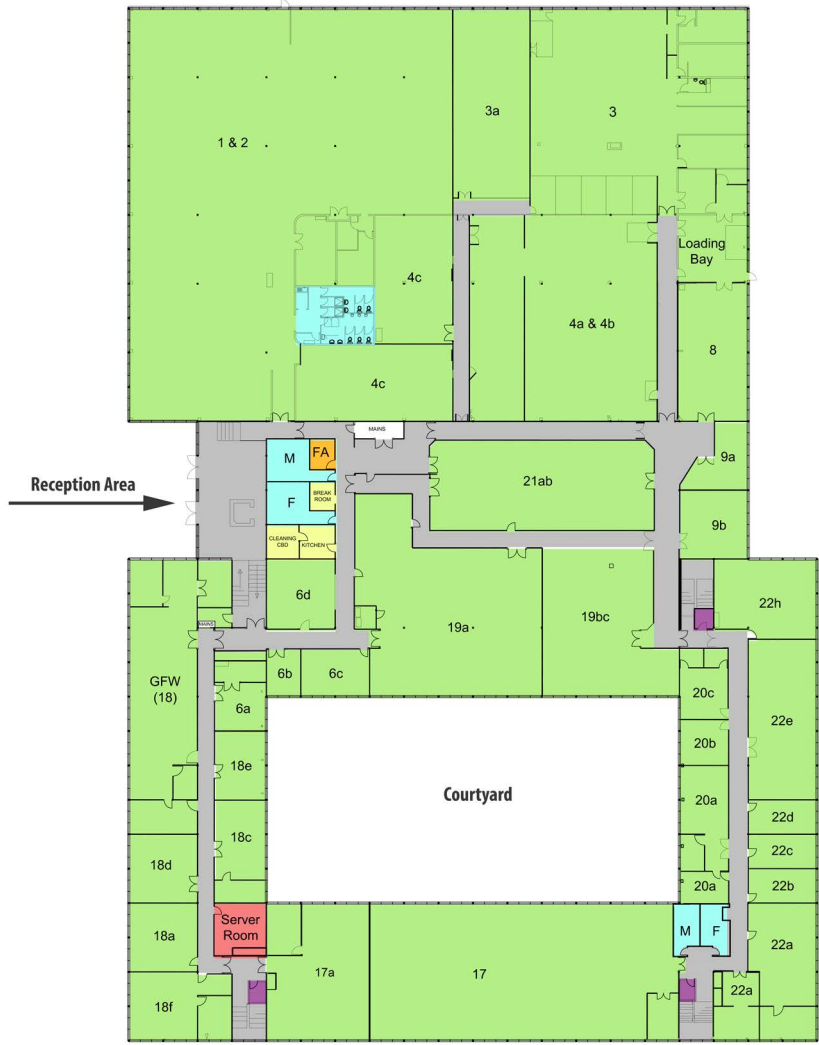 3a
3
1 & 2
Loading
Bay
4c
4a & 4b
8
4c
MAINS
M
FA
9a
21ab
Reception Area
F
BREAK
ROOM
9b
CLEANING
CBD
KITCHEN
6d
22h
MAINS
19a
19bc
GFW
(18)
6b
6c
20c
6a
22e
20b
18e
Courtyard
20a
22d
18c
22c
18d
20a
22b
Server
Room
M
F
18a
22a
17a
17
22a
18f